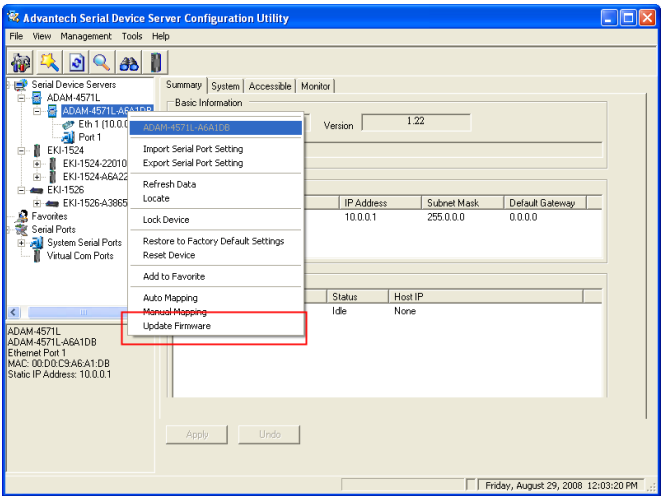 Advantech Serial Device Server Configuration Utility
File View Management Tools Help
Serial Device Servers
ADAM-4571L
ADAM-4571L-A6A1DB
Eth 1 (10.0.0
Port 1
EKI-1524
EKI-1524-22010
EKI-1524-A6A22
EKI-1526
EKI-1526-A3865
Favorites
Serial Ports
System Serial Ports
Virtual Com Ports
ADAM-4571L
ADAM-4571L-A6A1DB
Ethernet Port 1
MAC: 00:D0:C9:A6:A1:DB
Static IP Address: 10.0.0.1
Summary System Accessible Monitor
Basic Information
Version 1.22
IP Address Subnet Mask Default Gateway
10.0.0.1 255.0.0.0 0.0.0.0
Status Host IP
Idle None
Apply Undo
ADAM-4571L-A6A1DB
Import Serial Port Setting
Export Serial Port Setting
Refresh Data
Locate
Lock Device
Restore to Factory Default Settings
Reset Device
Add to Favorite
Auto Mapping
Manual Mapping
Update Firmware
Friday, August 29, 2008 12:03:20 PM